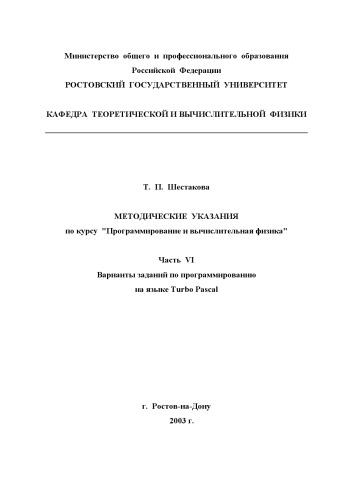 Министерство общего и профессионального образования
Российской Федерации
РОСТОВСКИЙ ГОСУДАРСТВЕННЫЙ УНИВЕРСИТЕТ
КАФЕДРА ТЕОРЕТИЧЕСКОЙ И ВЫЧИСЛИТЕЛЬНОЙ ФИЗИКИ
Т. П. Шестакова
МЕТОДИЧЕСКИЕ УКАЗАНИЯ
по курсу "Программирование и вычислительная физика"
Часть VI
Варианты заданий по программированию
на языке Turbo Pascal
г. Ростов-на-Дону
2003 г.